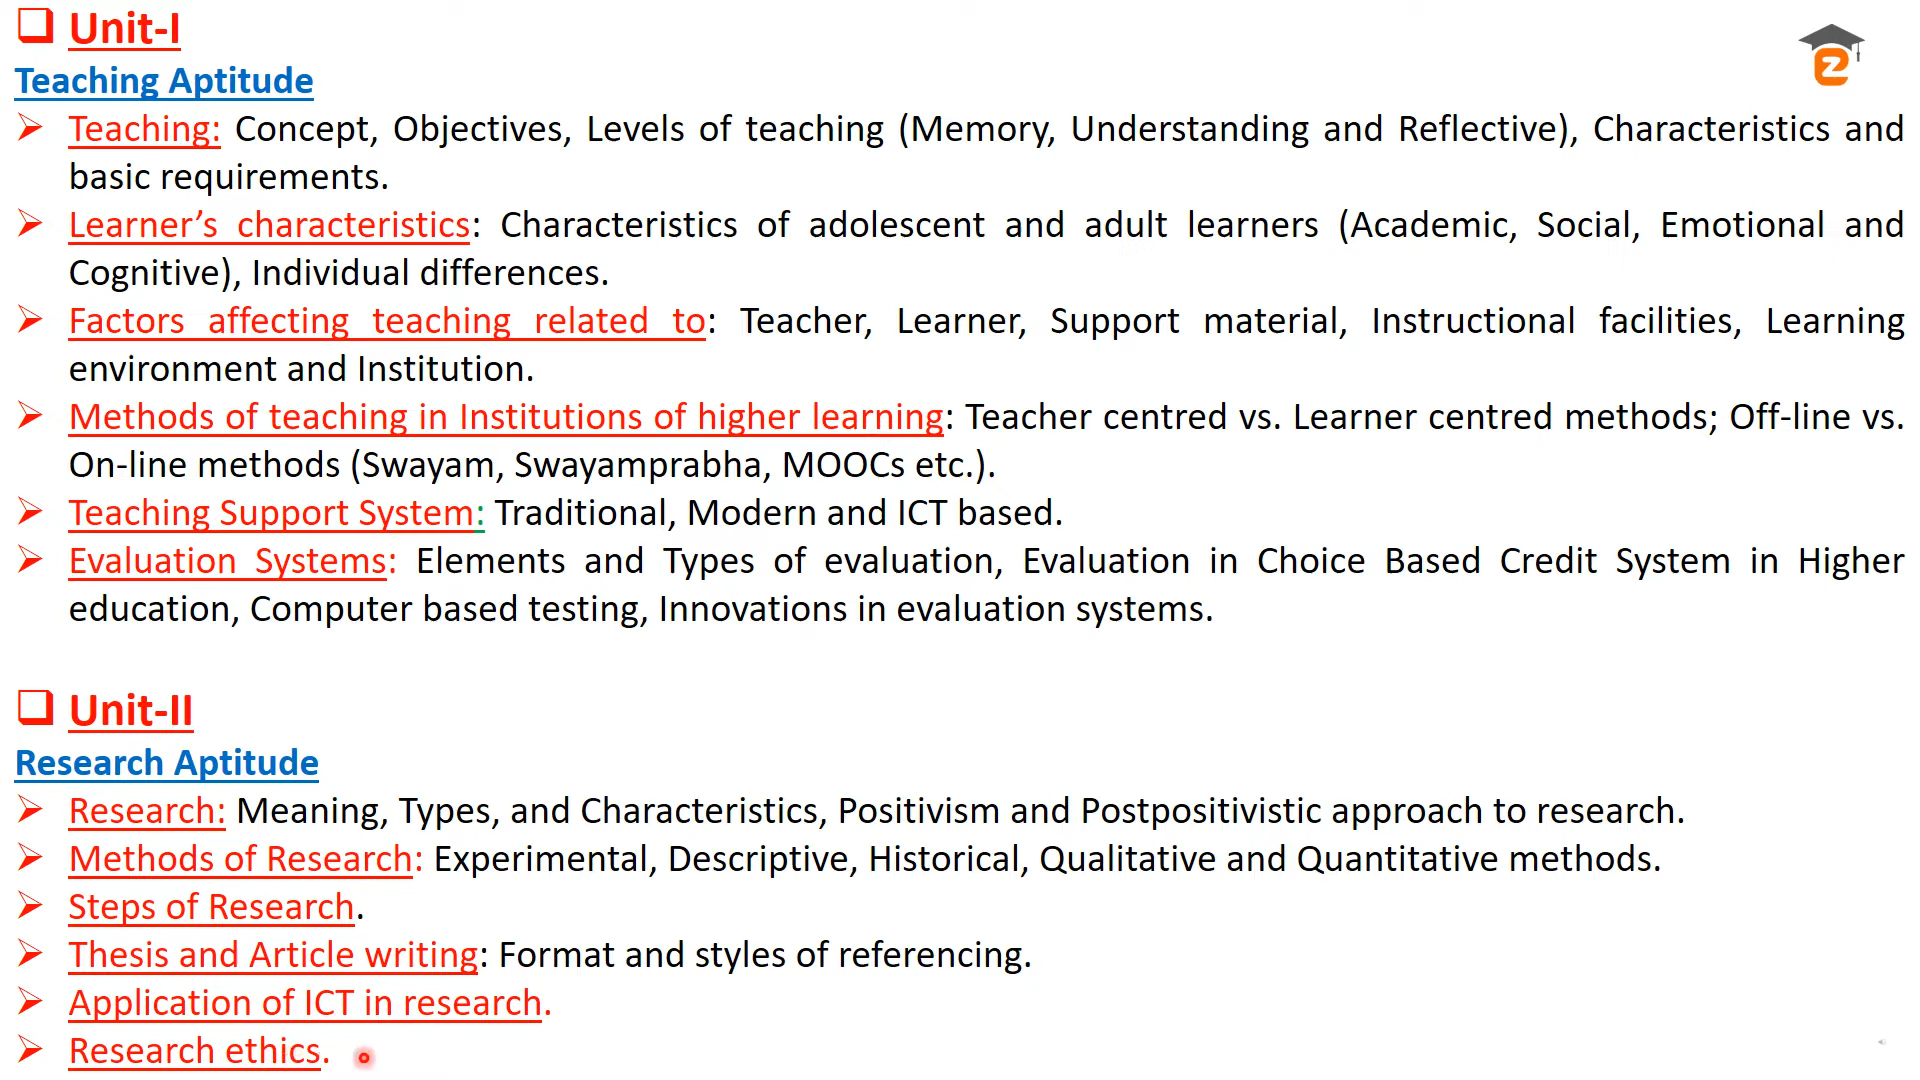 Unit-I
Teaching Aptitude
Teaching: Concept, Objectives, Levels of teaching (Memory, Understanding and Reflective), Characteristics and
basic requirements.
Learner’s characteristics: Characteristics of adolescent and adult learners (Academic, Social, Emotional and
Cognitive), Individual differences.
Factors affecting teaching related to: Teacher, Learner, Support material, Instructional facilities, Learning
environment and Institution.
Methods of teaching in Institutions of higher learning: Teacher centred vs. Learner centred methods; Off-line vs.
On-line methods (Swayam, Swayamprabha, MOOCs etc.).
Teaching Support System: Traditional, Modern and ICT based.
Evaluation Systems: Elements and Types of evaluation, Evaluation in Choice Based Credit System in Higher
education, Computer based testing, Innovations in evaluation systems.
Unit-II
Research Aptitude
Research: Meaning, Types, and Characteristics, Positivism and Postpositivistic approach to research.
Methods of Research: Experimental, Descriptive, Historical, Qualitative and Quantitative methods.
Steps of Research.
Thesis and Article writing: Format and styles of referencing.
Application of ICT in research.
Research ethics.